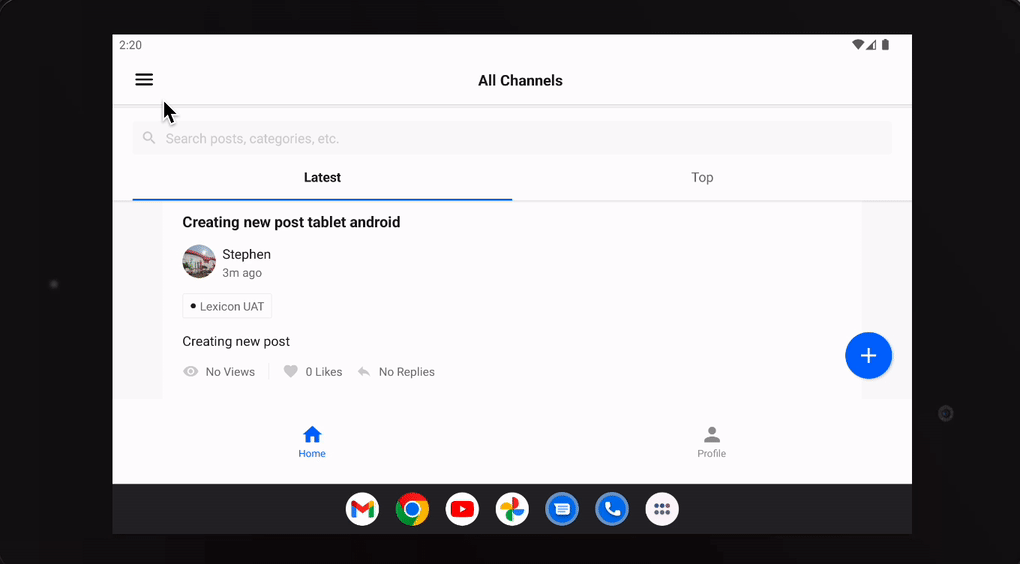 2:20
All Channels
Search posts, categories, etc.
Latest Top
Creating new post tablet android
Stephen
3m ago
Lexicon UAT
Creating new post
No Views 0 Likes No Replies
Home Profile